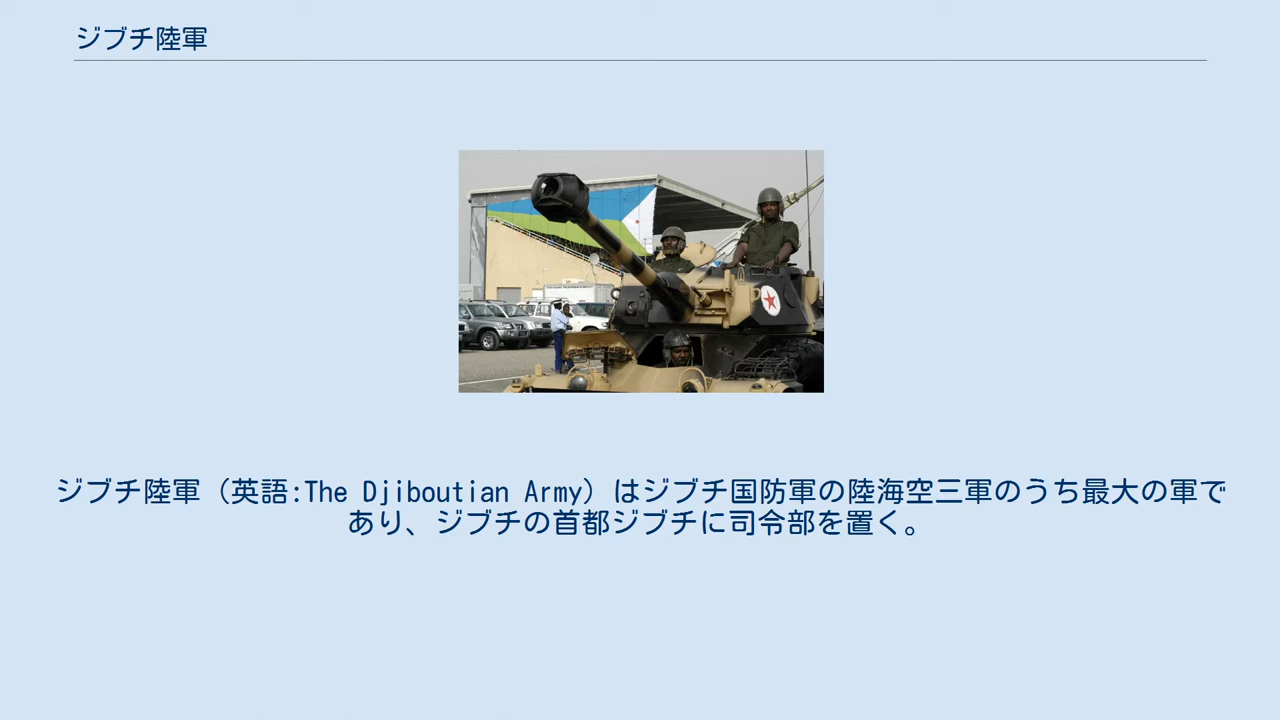 ジブチ陸軍
ジブチ陸軍（英語:The Djiboutian Army）はジブチ国防軍の陸海空三軍のうち最大の軍で
あり、ジブチの首都ジブチに司令部を置く。